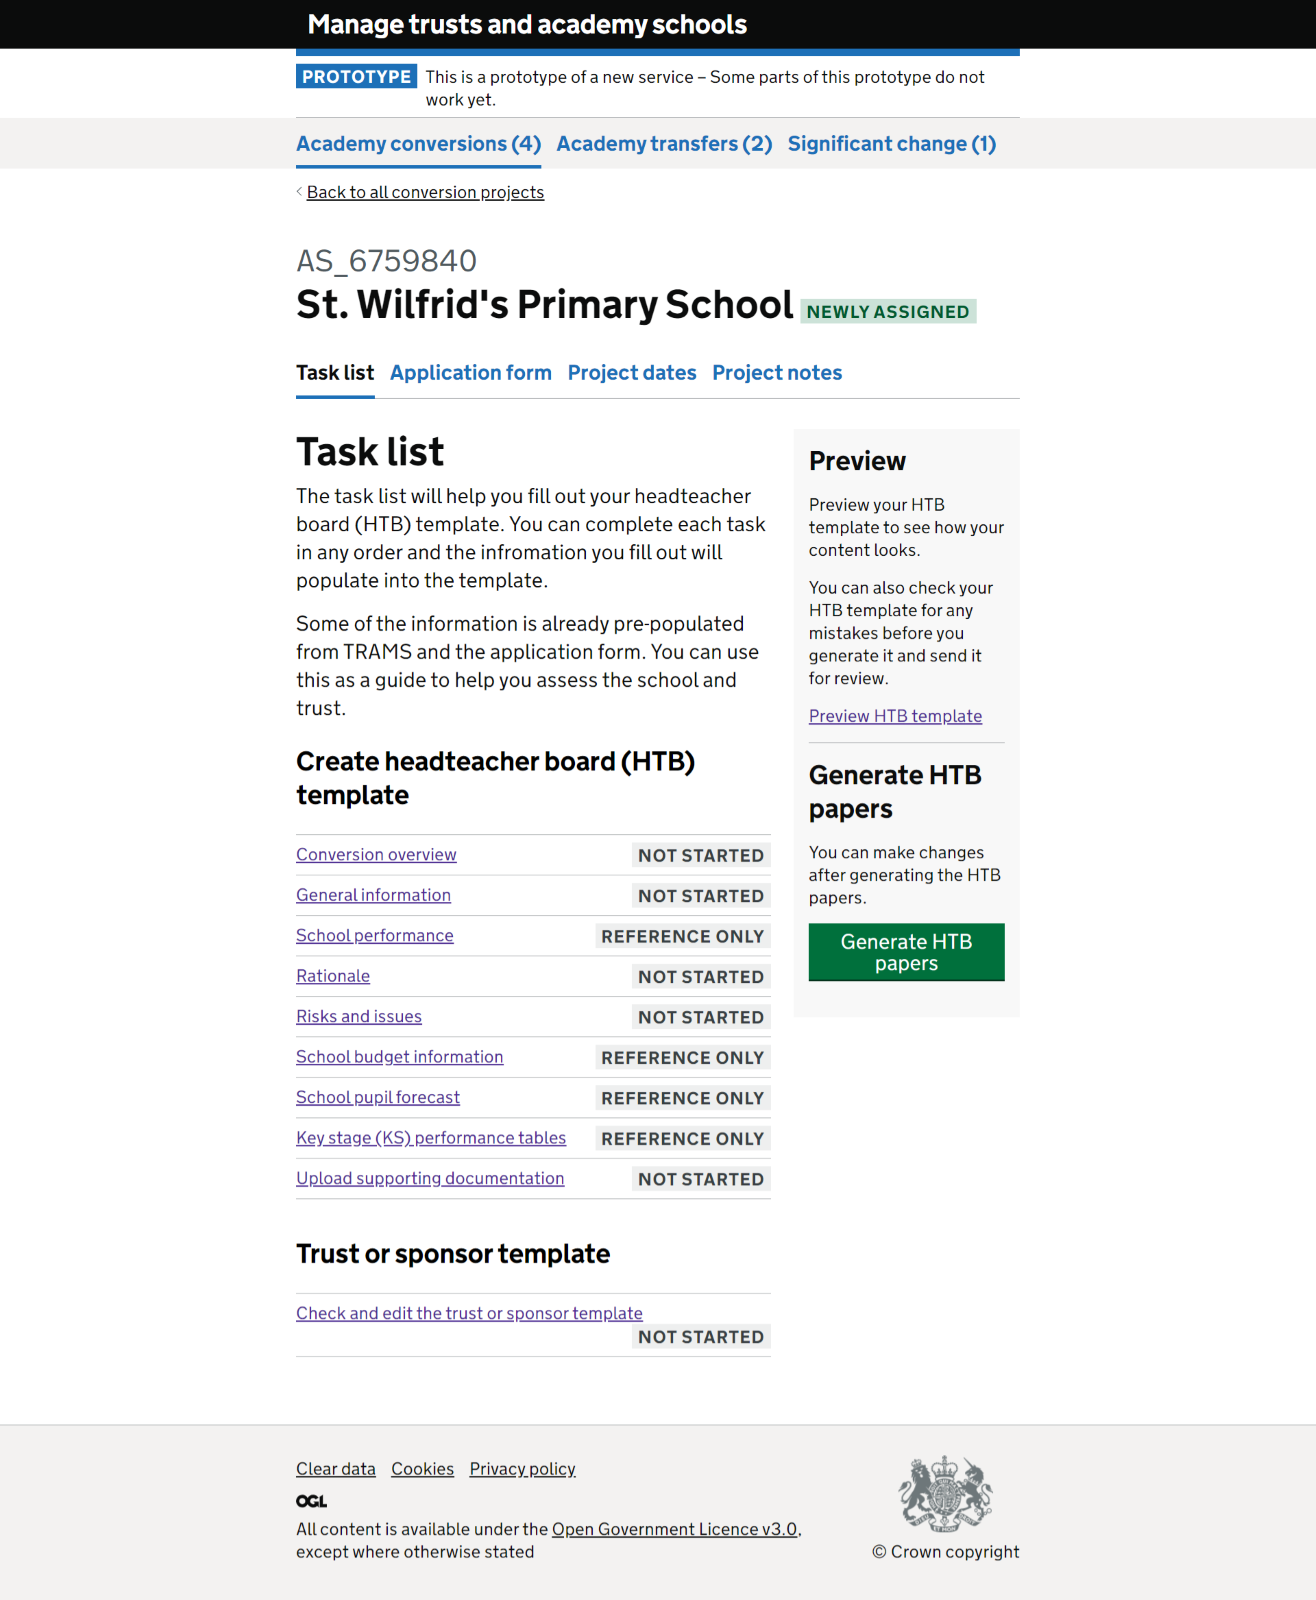 Manage trusts and academy schools
PROTOTYPE This is a prototype of a new service – Some parts of this prototype do not
work yet.
Academy conversions (4) Academy transfers (2) Significant change (1)
Back to all conversion projects
AS_6759840
St. Wilfrid's Primary School NEWLY ASSIGNED
Task list Application form Project dates Project notes
Task list
The task list will help you fill out your headteacher
board (HTB) template. You can complete each task
in any order and the infromation you fill out will
populate into the template.
Some of the information is already pre-populated
from TRAMS and the application form. You can use
this as a guide to help you assess the school and
trust.
Create headteacher board (HTB)
template
Conversion overview NOT STARTED
General information NOT STARTED
School performance REFERENCE ONLY
Rationale NOT STARTED
Risks and issues NOT STARTED
School budget information REFERENCE ONLY
School pupil forecast REFERENCE ONLY
Key stage (KS) performance tables REFERENCE ONLY
Upload supporting documentation NOT STARTED
Trust or sponsor template
Check and edit the trust or sponsor template
NOT STARTED
Preview
Preview your HTB
template to see how your
content looks.
You can also check your
HTB template for any
mistakes before you
generate it and send it
for review.
Preview HTB template
Generate HTB
papers
You can make changes
after generating the HTB
papers.
Generate HTB
papers
Clear data Cookies Privacy policy
OGL
All content is available under the Open Government Licence v3.0,
except where otherwise stated
© Crown copyright